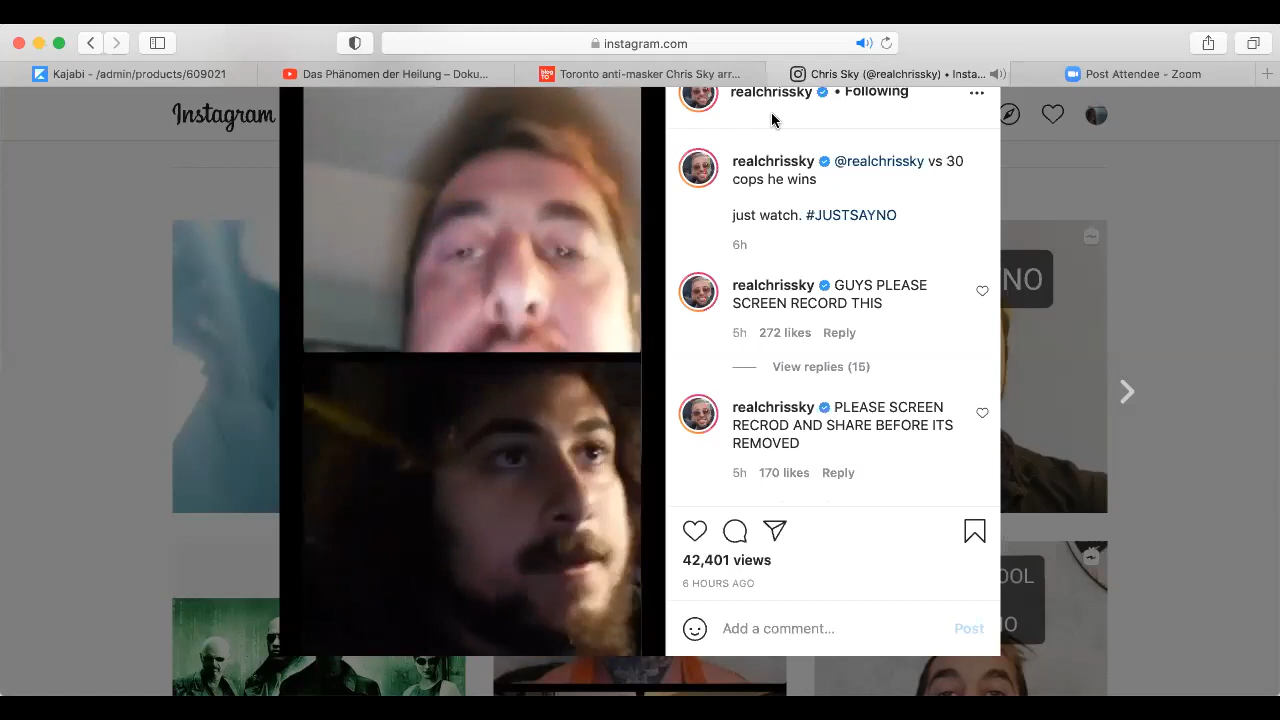 instagram.com
Kajabi - /admin/products/609021
Das Phänomen der Heilung – Doku...
blog TO
Toronto anti-masker Chris Sky arr...
Chris Sky (@realchrissky) • Insta...
Post Attendee - Zoom
+
Instagram
realchrissky • Following
realchrissky @realchrissky vs 30
cops he wins
just watch. #JUSTSAYNO
6h
realchrissky GUYS PLEASE
SCREEN RECORD THIS
5h 272 likes Reply
View replies (15)
realchrissky PLEASE SCREEN
RECROD AND SHARE BEFORE ITS
REMOVED
5h 170 likes Reply
42,401 views
6 HOURS AGO
Add a comment... Post
NO
OOL
NO